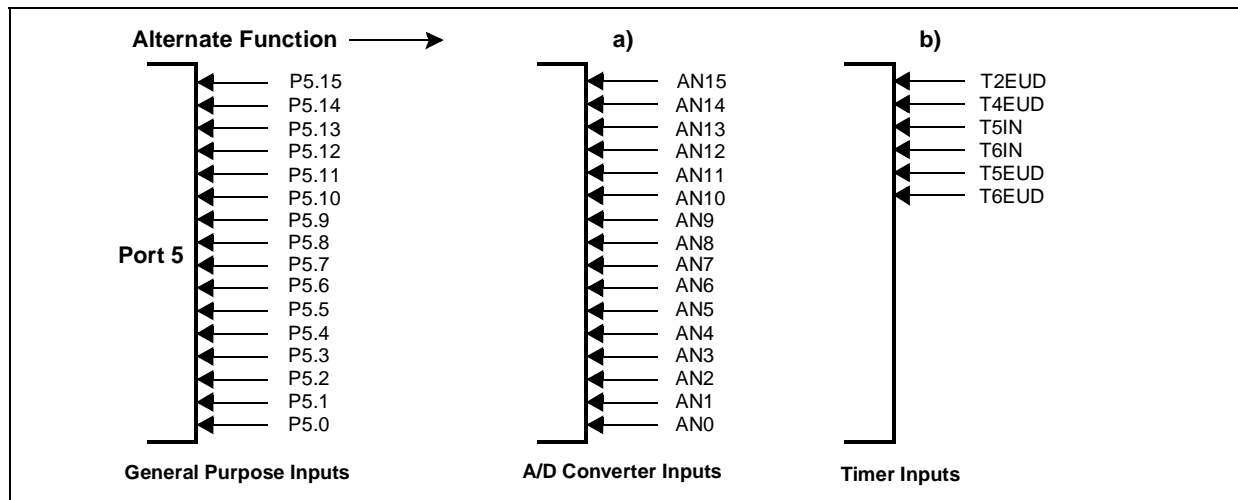 Alternate Function a) b)
P5.15 AN15 T2EUD
P5.14 AN14 T4EUD
P5.13 AN13 T5IN
P5.12 AN12 T6IN
P5.11 AN11 T5EUD
P5.10 AN10 T6EUD
P5.9 AN9
P5.8 AN8
Port 5
P5.7 AN7
P5.6 AN6
P5.5 AN5
P5.4 AN4
P5.3 AN3
P5.2 AN2
P5.1 AN1
P5.0 AN0
General Purpose Inputs A/D Converter Inputs Timer Inputs